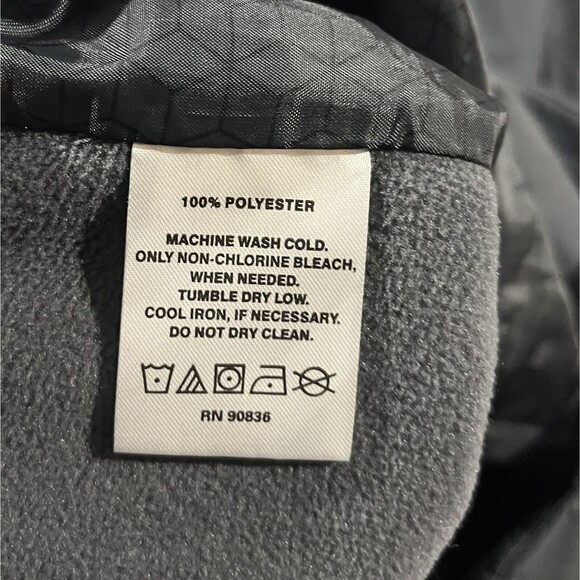 100% POLYESTER
MACHINE WASH COLD.
ONLY NON-CHLORINE BLEACH,
WHEN NEEDED.
TUMBLE DRY LOW.
COOL IRON, IF NECESSARY.
DO NOT DRY CLEAN.
RN 90836